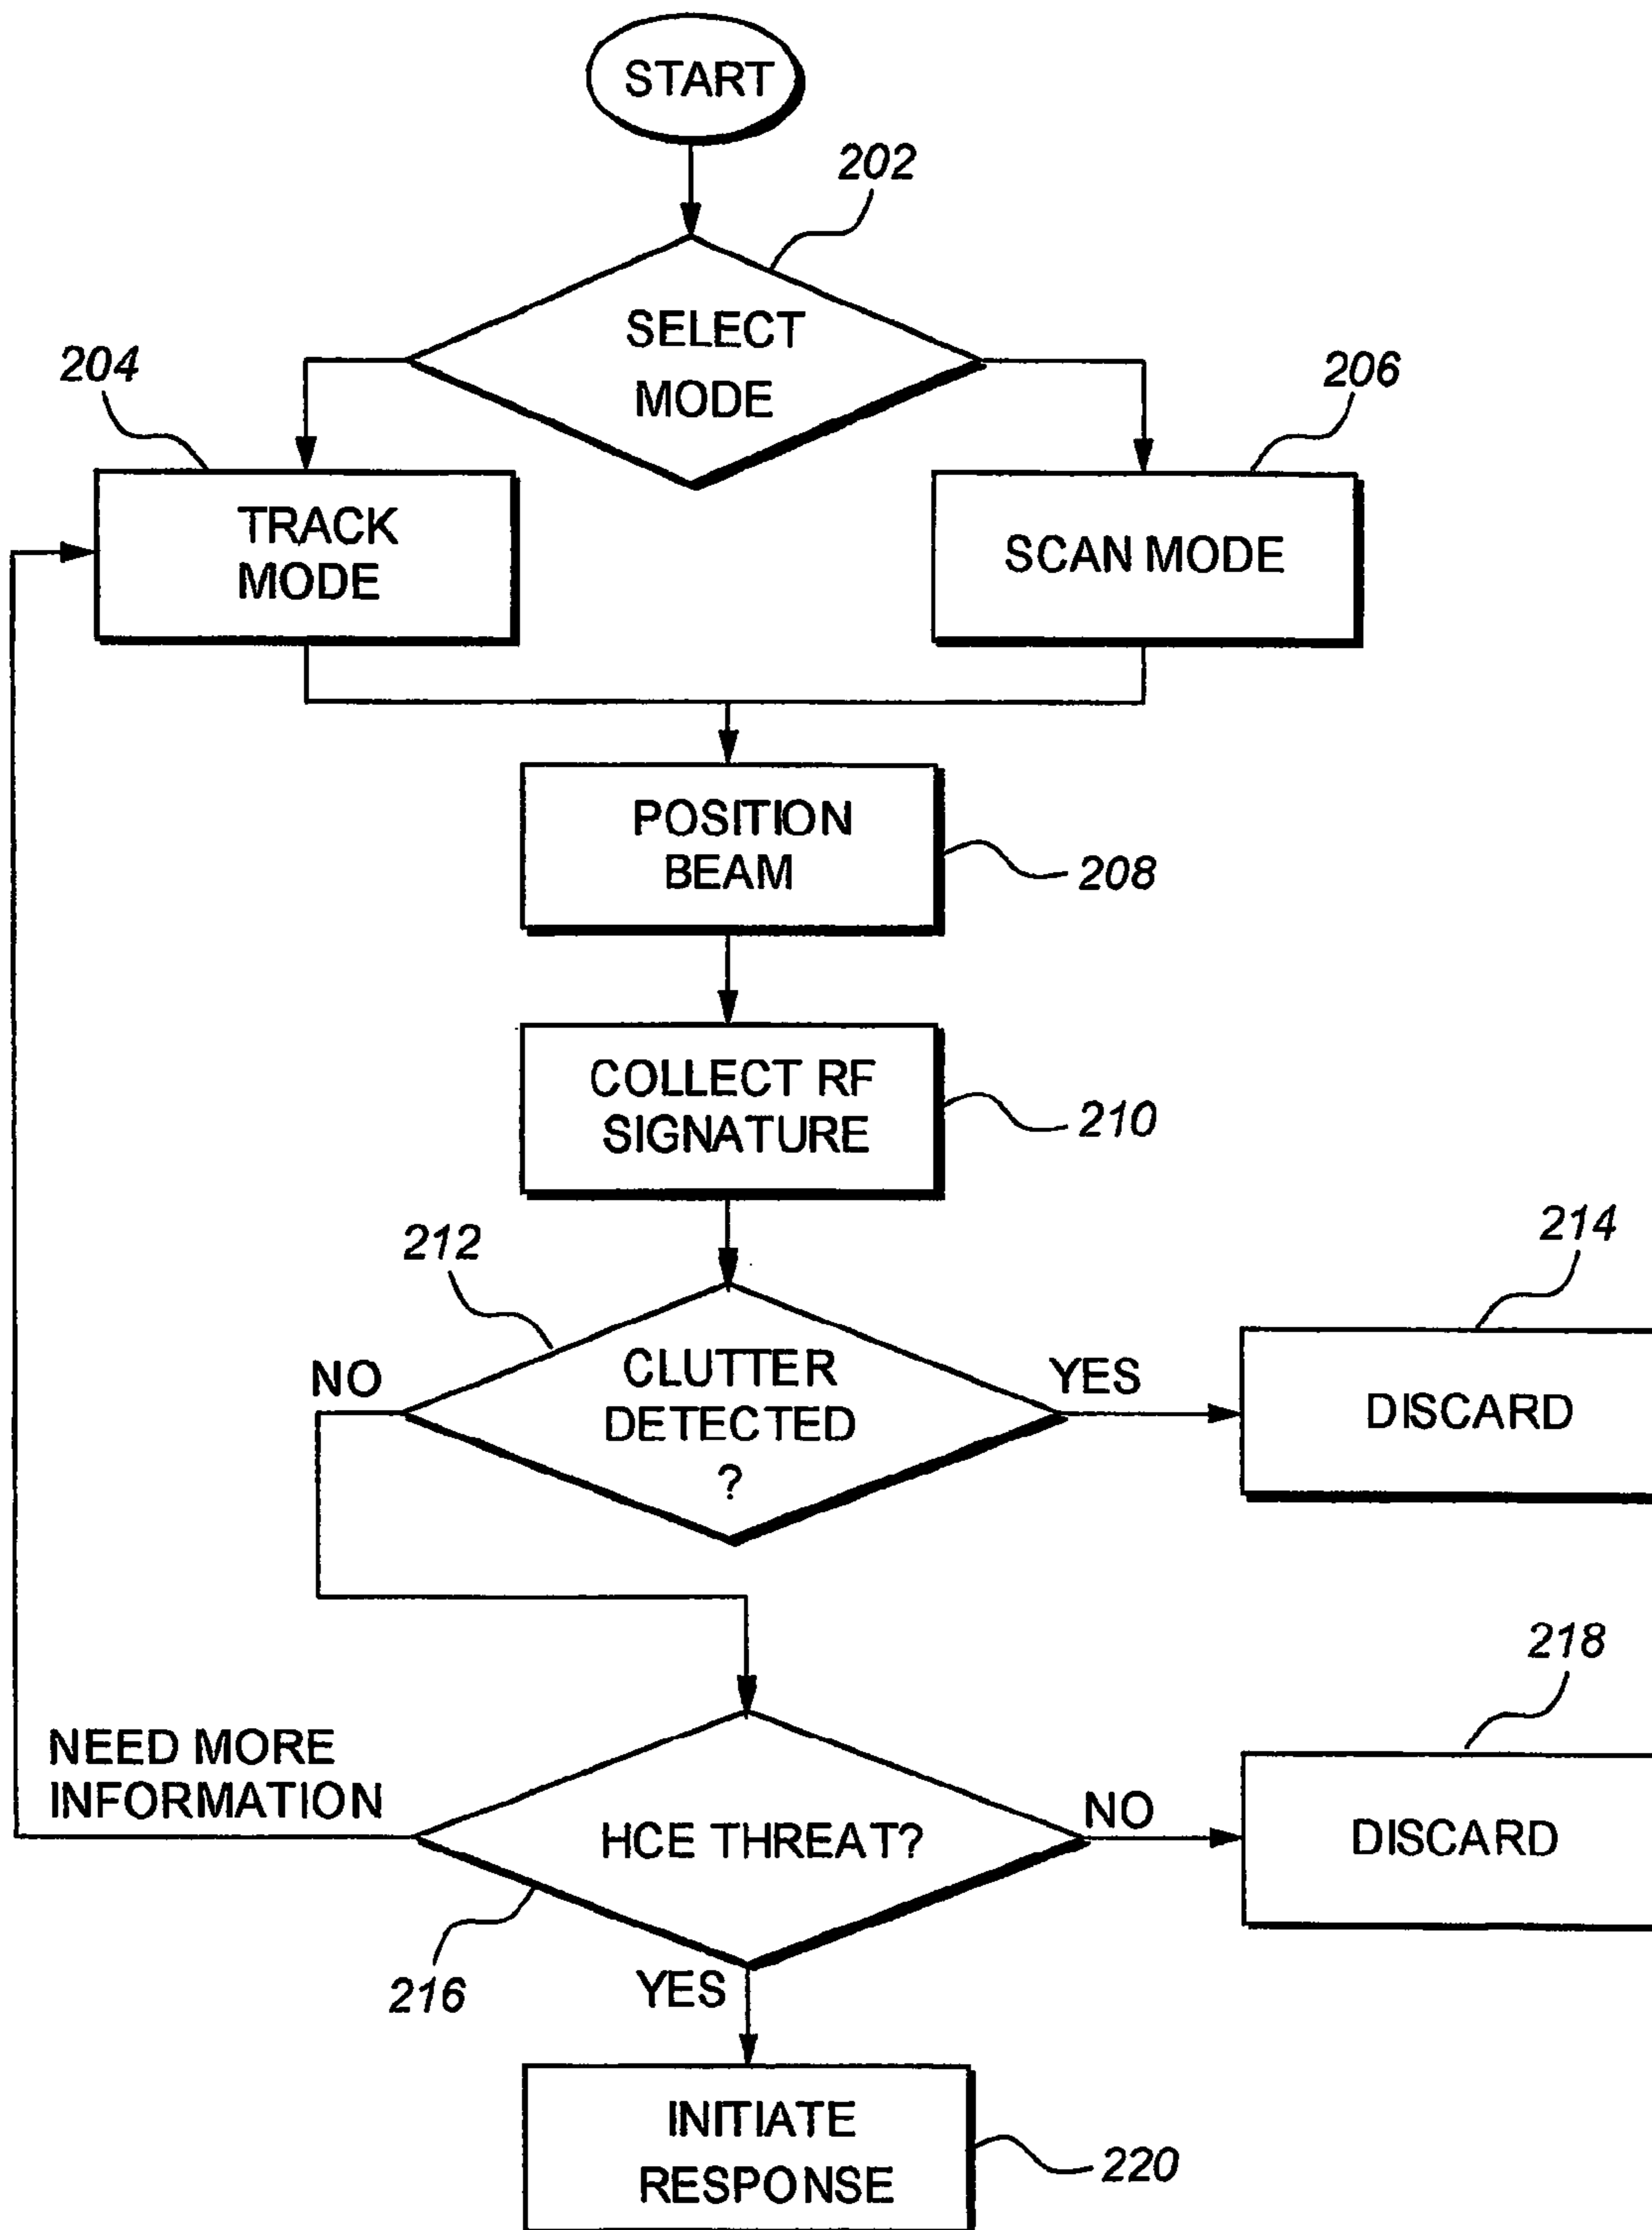 START
202
SELECT
MODE
204
206
TRACK
MODE
SCAN MODE
POSITION
BEAM
208
COLLECT RF
SIGNATURE
210
212
214
NO
CLUTTER
DETECTED
?
YES
DISCARD
218
NEED MORE
INFORMATION
HCE THREAT?
NO
DISCARD
216
YES
INITIATE
RESPONSE
220